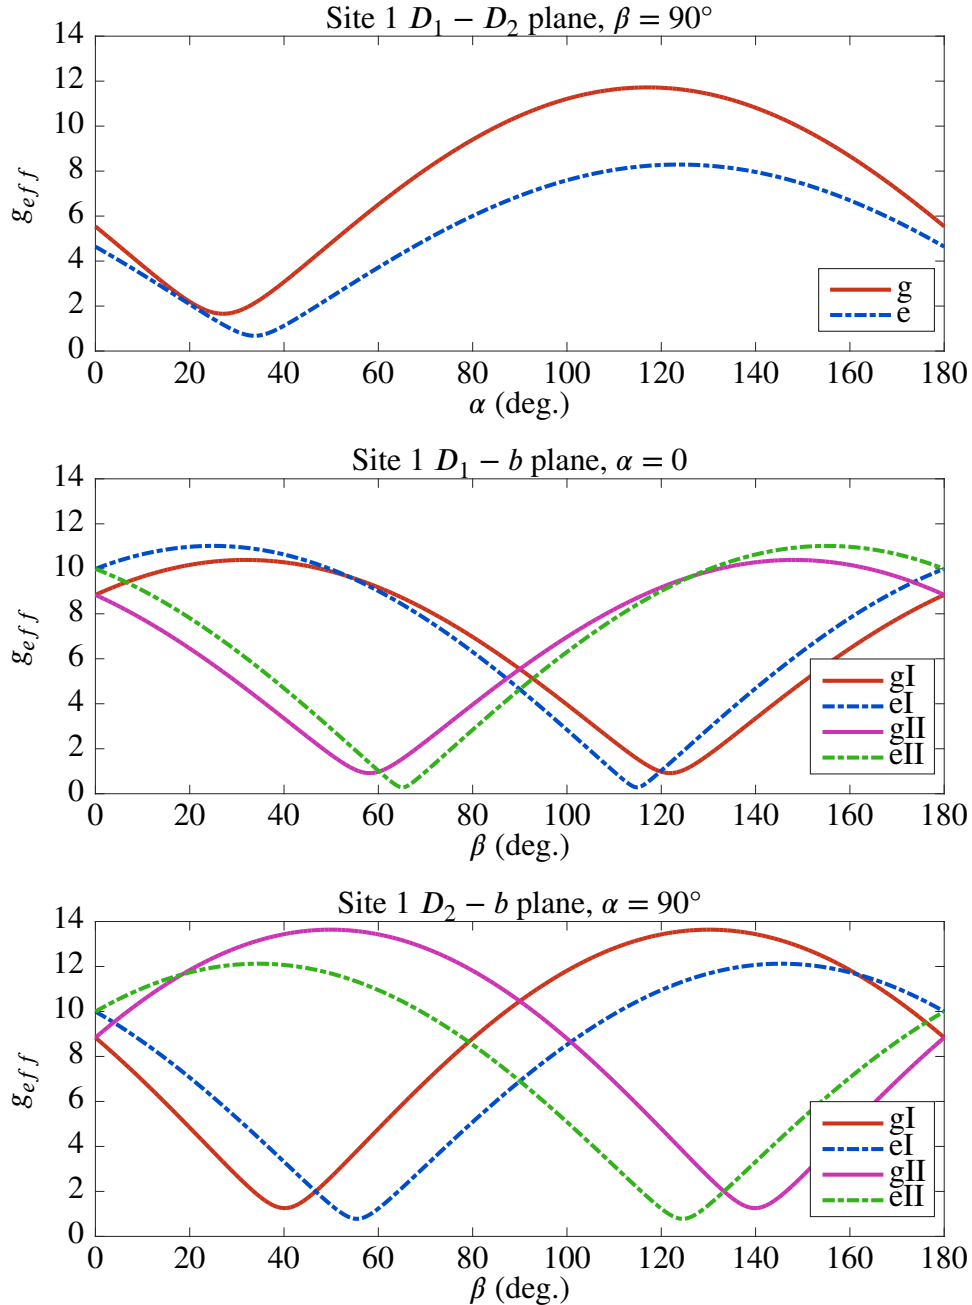 Site 1 D₁ − D₂ plane, β = 90°
14
12
10
8
6
4
2
0
g_eff
g
e
0 20 40 60 80 100 120 140 160 180
α (deg.)
Site 1 D₁ − b plane, α = 0
14
12
10
8
6
4
2
0
g_eff
gI
eI
gII
eII
0 20 40 60 80 100 120 140 160 180
β (deg.)
Site 1 D₂ − b plane, α = 90°
14
12
10
8
6
4
2
0
g_eff
gI
eI
gII
eII
0 20 40 60 80 100 120 140 160 180
β (deg.)